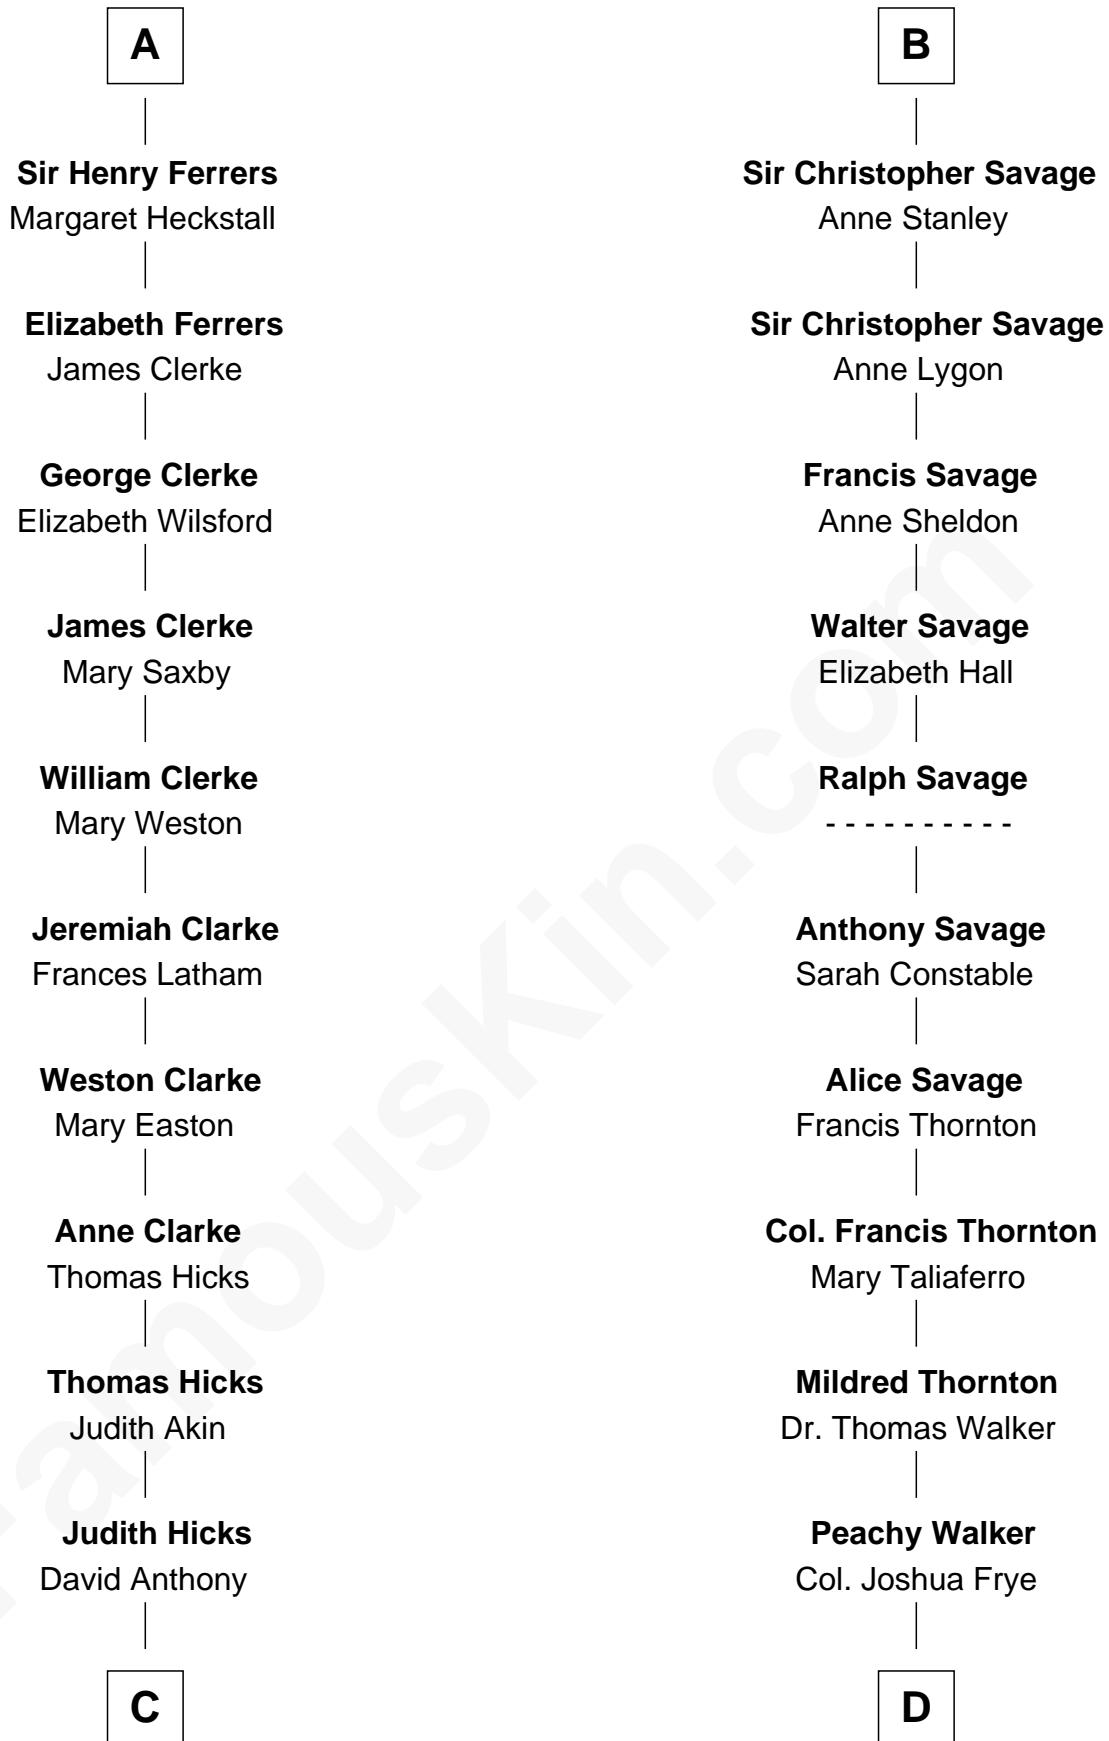 A
Sir Henry Ferrers
Margaret Heckstall
Elizabeth Ferrers
James Clerke
George Clerke
Elizabeth Wilsford
James Clerke
Mary Saxby
William Clerke
Mary Weston
Jeremiah Clarke
Frances Latham
Weston Clarke
Mary Easton
Anne Clarke
Thomas Hicks
Thomas Hicks
Judith Akin
Judith Hicks
David Anthony
C
B
Sir Christopher Savage
Anne Stanley
Sir Christopher Savage
Anne Lygon
Francis Savage
Anne Sheldon
Walter Savage
Elizabeth Hall
Ralph Savage
- - - - - - - - - -
Anthony Savage
Sarah Constable
Alice Savage
Francis Thornton
Col. Francis Thornton
Mary Taliaferro
Mildred Thornton
Dr. Thomas Walker
Peachy Walker
Col. Joshua Frye
D
FamousKin.com